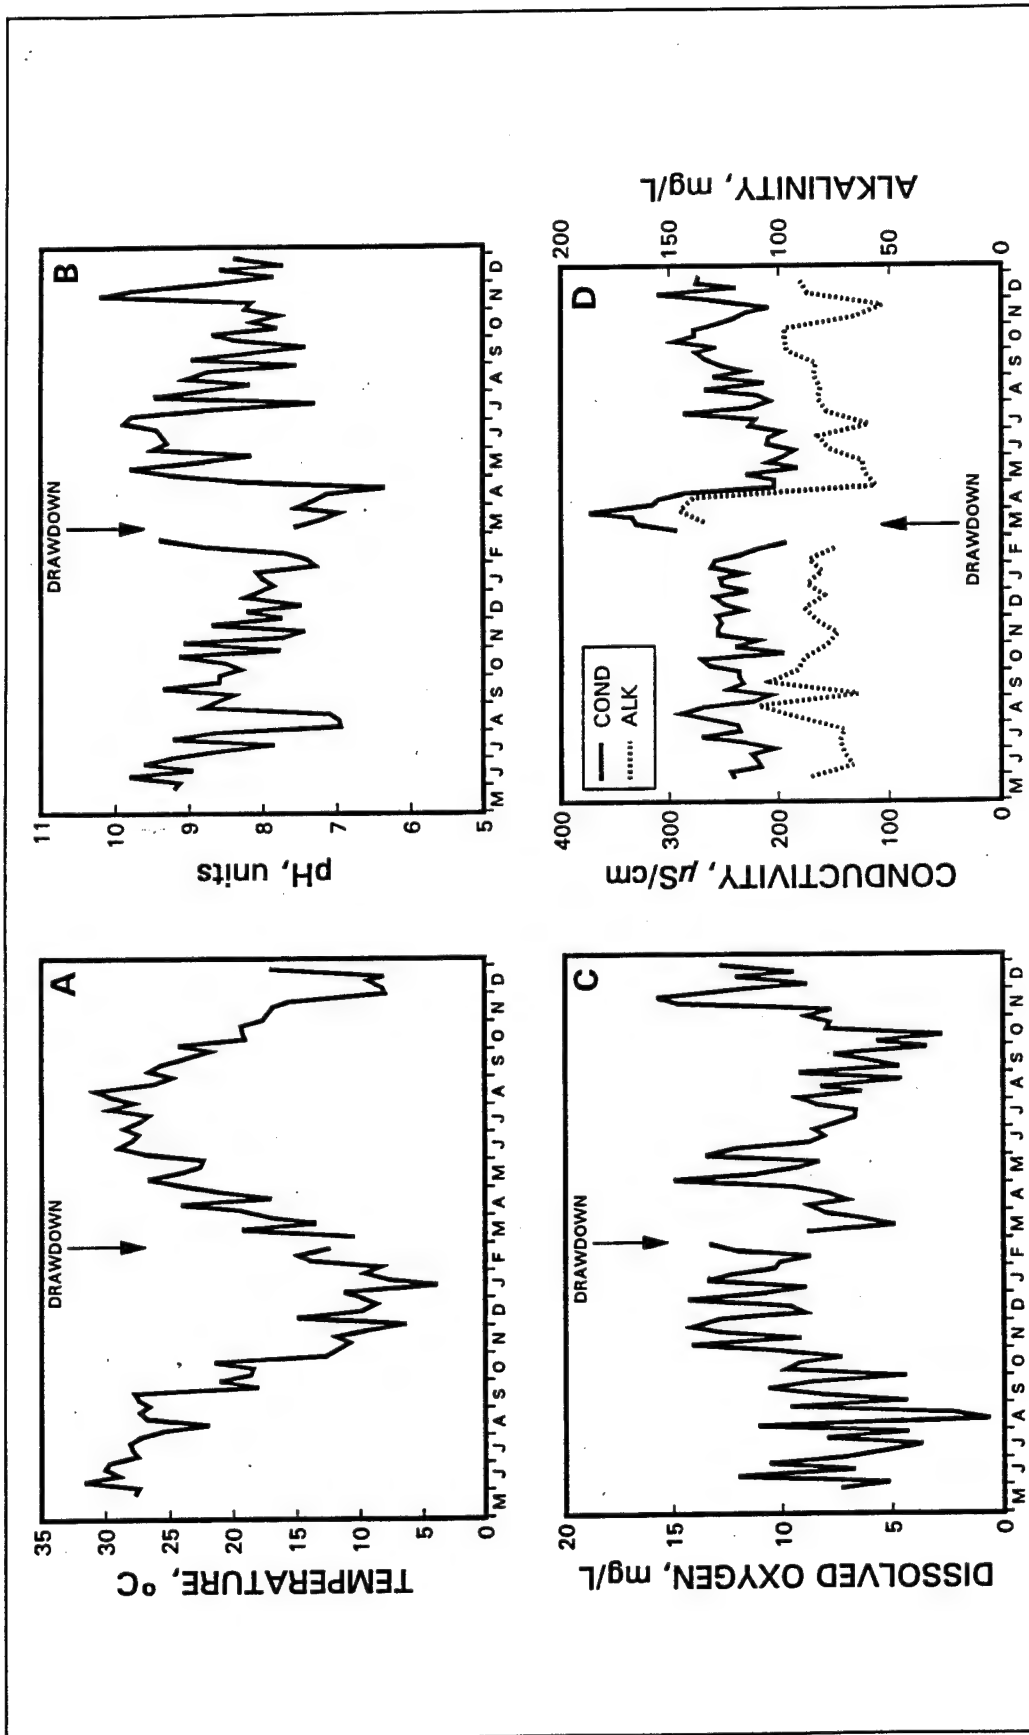 A
TEMPERATURE, °C
35
30
25
20
15
10
5
0
DRAWDOWN
M J J A S O N D J F M A M J J A S O N D
B
pH, units
11
10
9
8
7
6
5
DRAWDOWN
M J J A S O N D J F M A M J J A S O N D
C
DISSOLVED OXYGEN, mg/L
20
15
10
5
0
DRAWDOWN
M J J A S O N D J F M A M J J A S O N D
D
CONDUCTIVITY, µS/cm
400
300
200
100
0
COND
ALK
DRAWDOWN
ALKALINITY, mg/L
200
150
100
50
0
M J J A S O N D J F M A M J J A S O N D